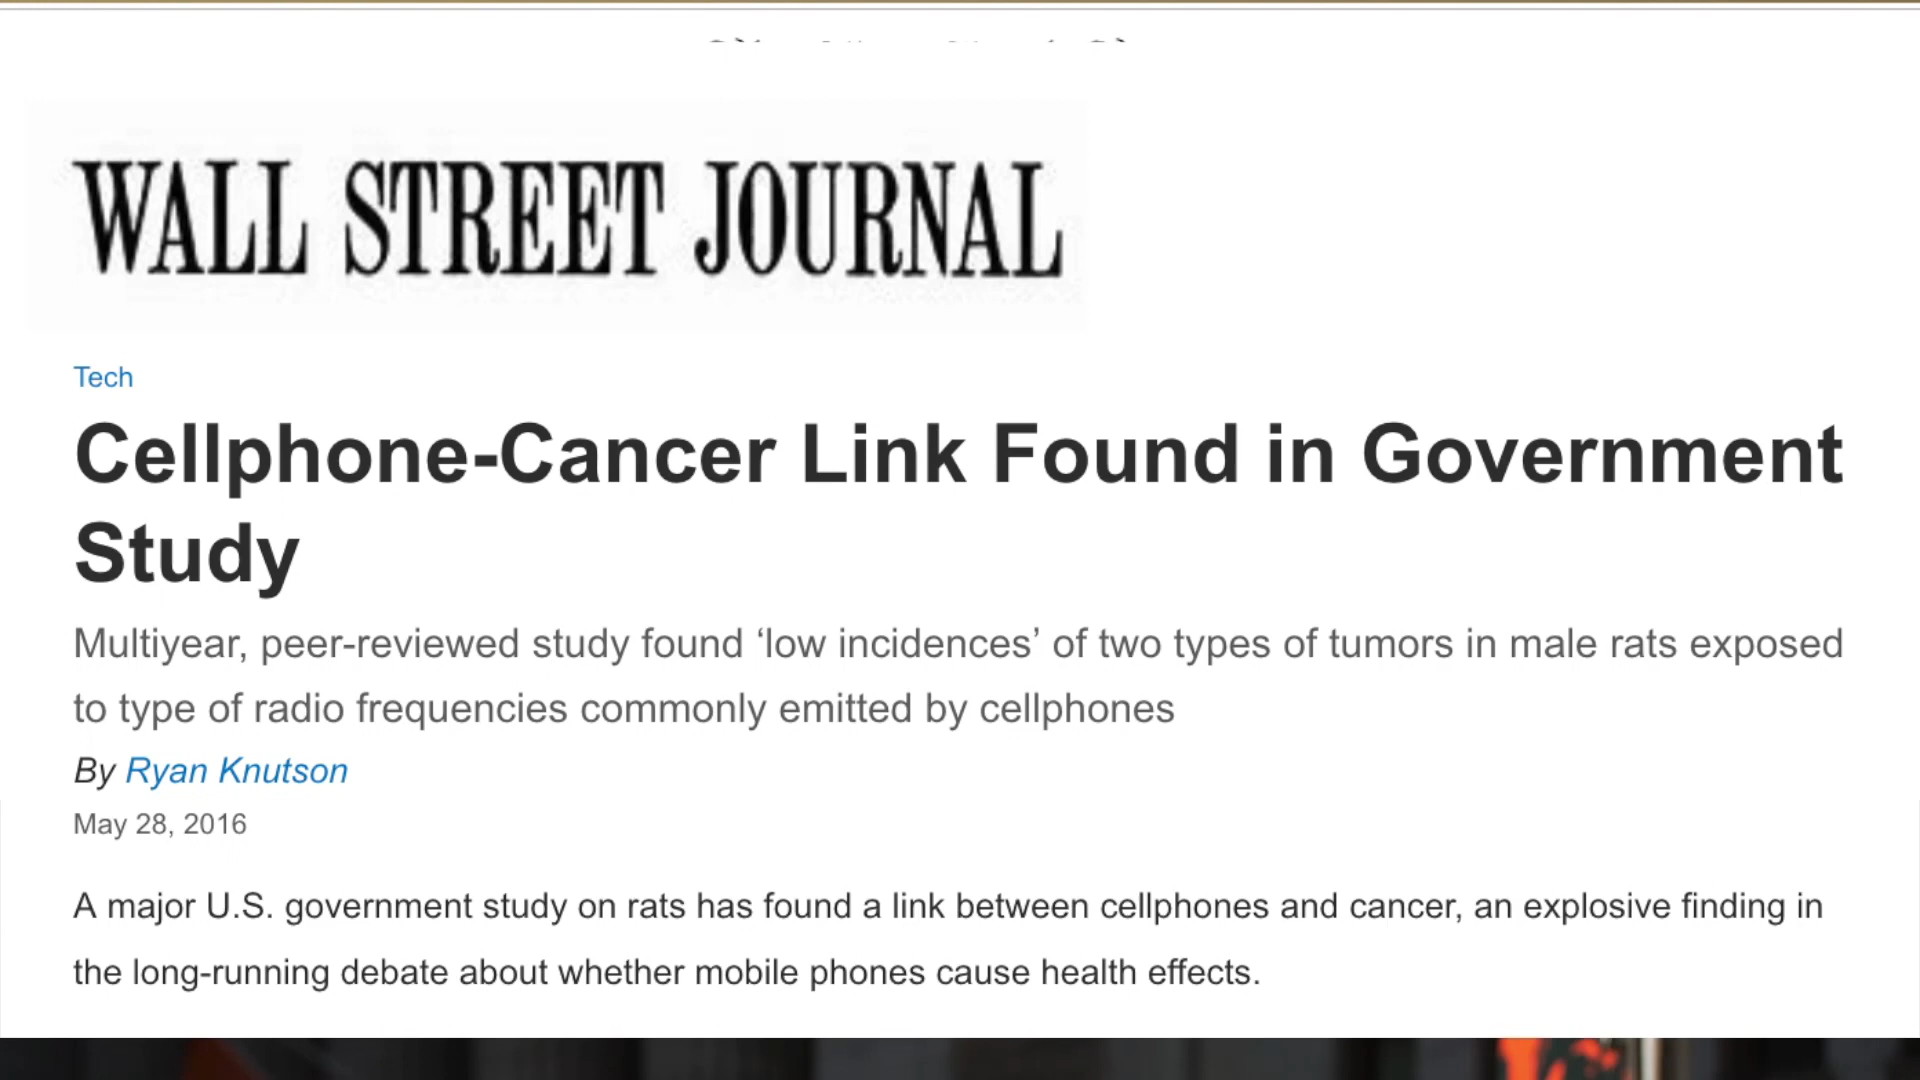 WALL STREET JOURNAL
Tech
Cellphone-Cancer Link Found in Government
Study
Multiyear, peer-reviewed study found ‘low incidences’ of two types of tumors in male rats exposed
to type of radio frequencies commonly emitted by cellphones
By Ryan Knutson
May 28, 2016
A major U.S. government study on rats has found a link between cellphones and cancer, an explosive finding in
the long-running debate about whether mobile phones cause health effects.